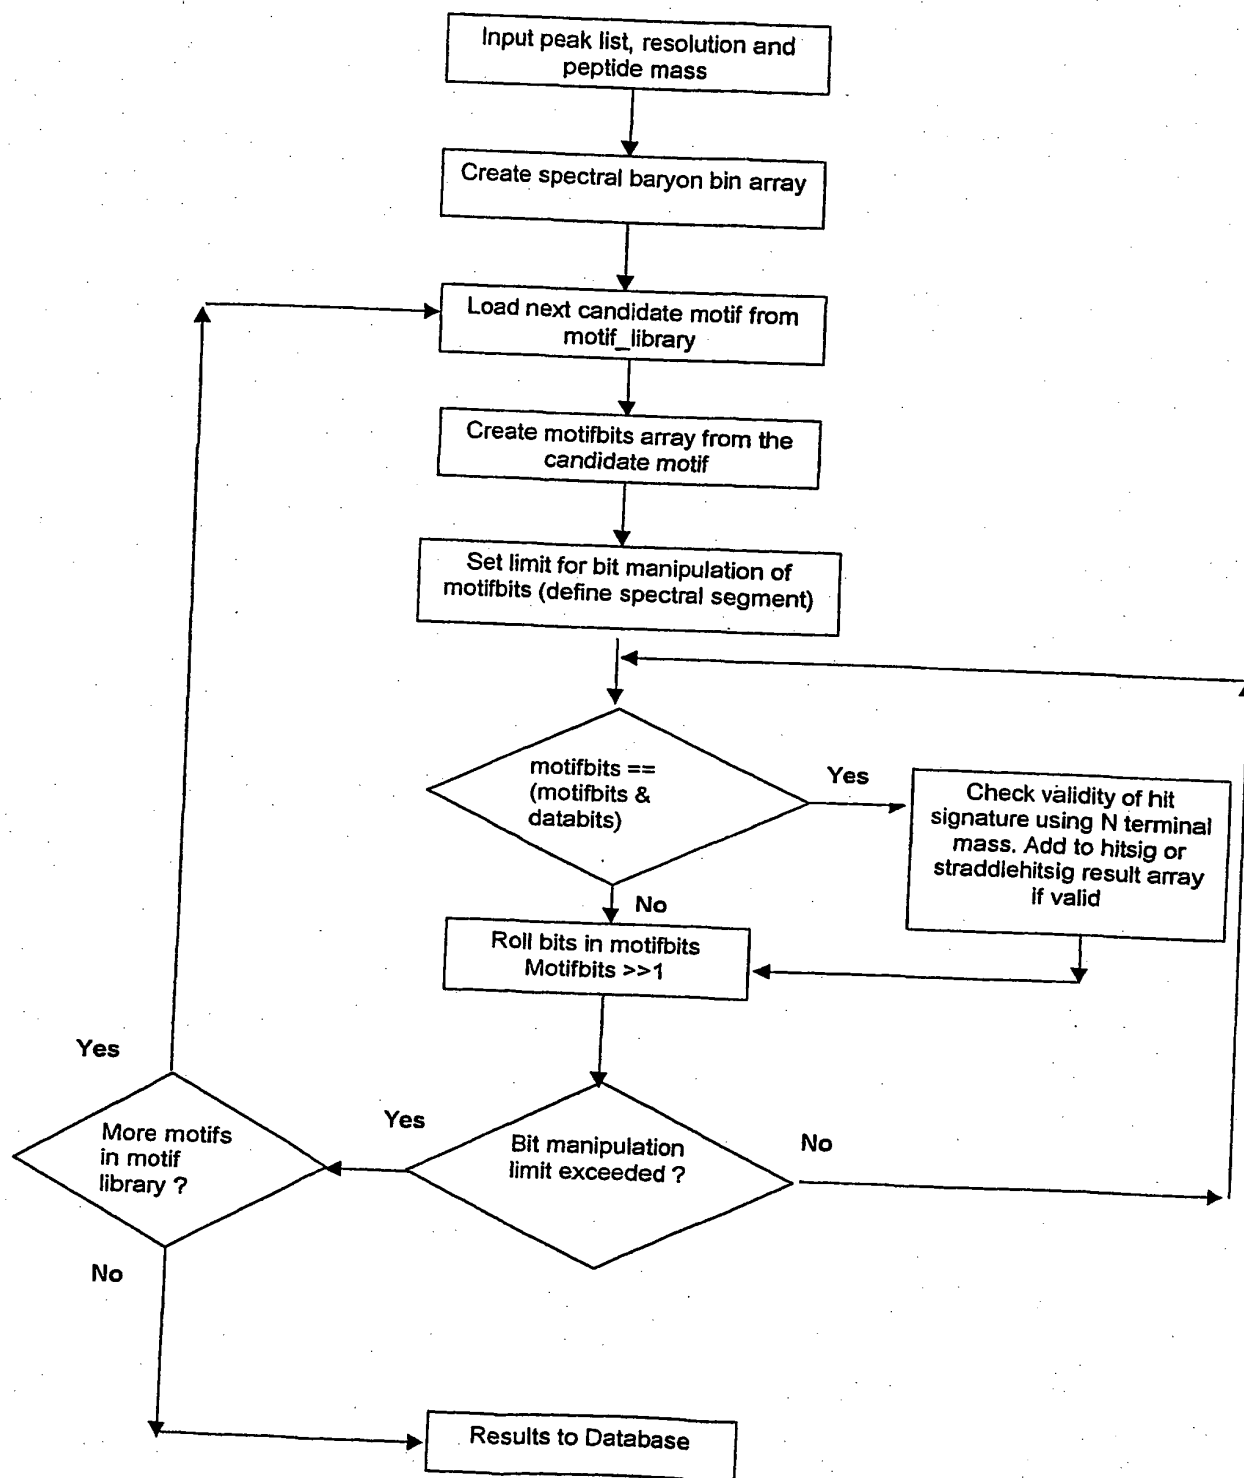 Input peak list, resolution and
peptide mass
Create spectral baryon bin array
Load next candidate motif from
motif_library
Create motifbits array from the
candidate motif
Set limit for bit manipulation of
motifbits (define spectral segment)
motifbits ==
(motifbits &
databits)
Yes
Check validity of hit
signature using N terminal
mass. Add to hitsig or
straddlehitsig result array
if valid
No
Roll bits in motifbits
Motifbits >>1
Yes
More motifs
in motif
library ?
Yes
Bit manipulation
limit exceeded ?
No
No
Results to Database